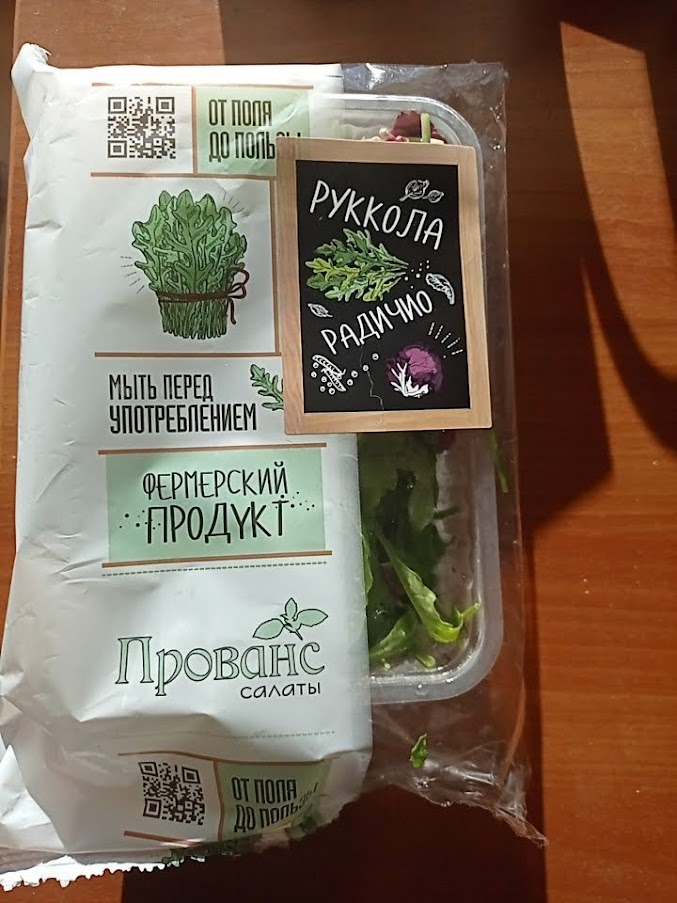 ОТ ПОЛЯ
ДО ПОЛЬЗЫ
РУККОЛА
РАДИЧИО
МЫТЬ ПЕРЕД
УПОТРЕБЛЕНИЕМ
ФЕРМЕРСКИЙ
ПРОДУКТ
Прованс
салаты
ОТ ПОЛЯ
ДО ПОЛЬЗЫ